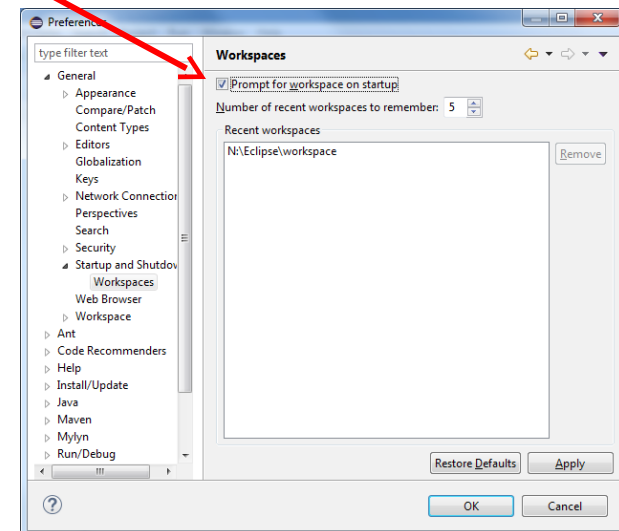 Preferences
type filter text
Workspaces
General
Appearance
Compare/Patch
Content Types
Editors
Globalization
Keys
Network Connection
Perspectives
Search
Security
Startup and Shutdov
Workspaces
Web Browser
Workspace
Ant
Code Recommenders
Help
Install/Update
Java
Maven
Mylyn
Run/Debug
Prompt for workspace on startup
Number of recent workspaces to remember: 5
Recent workspaces
N:\Eclipse\workspace
Remove
Restore Defaults Apply
? OK Cancel